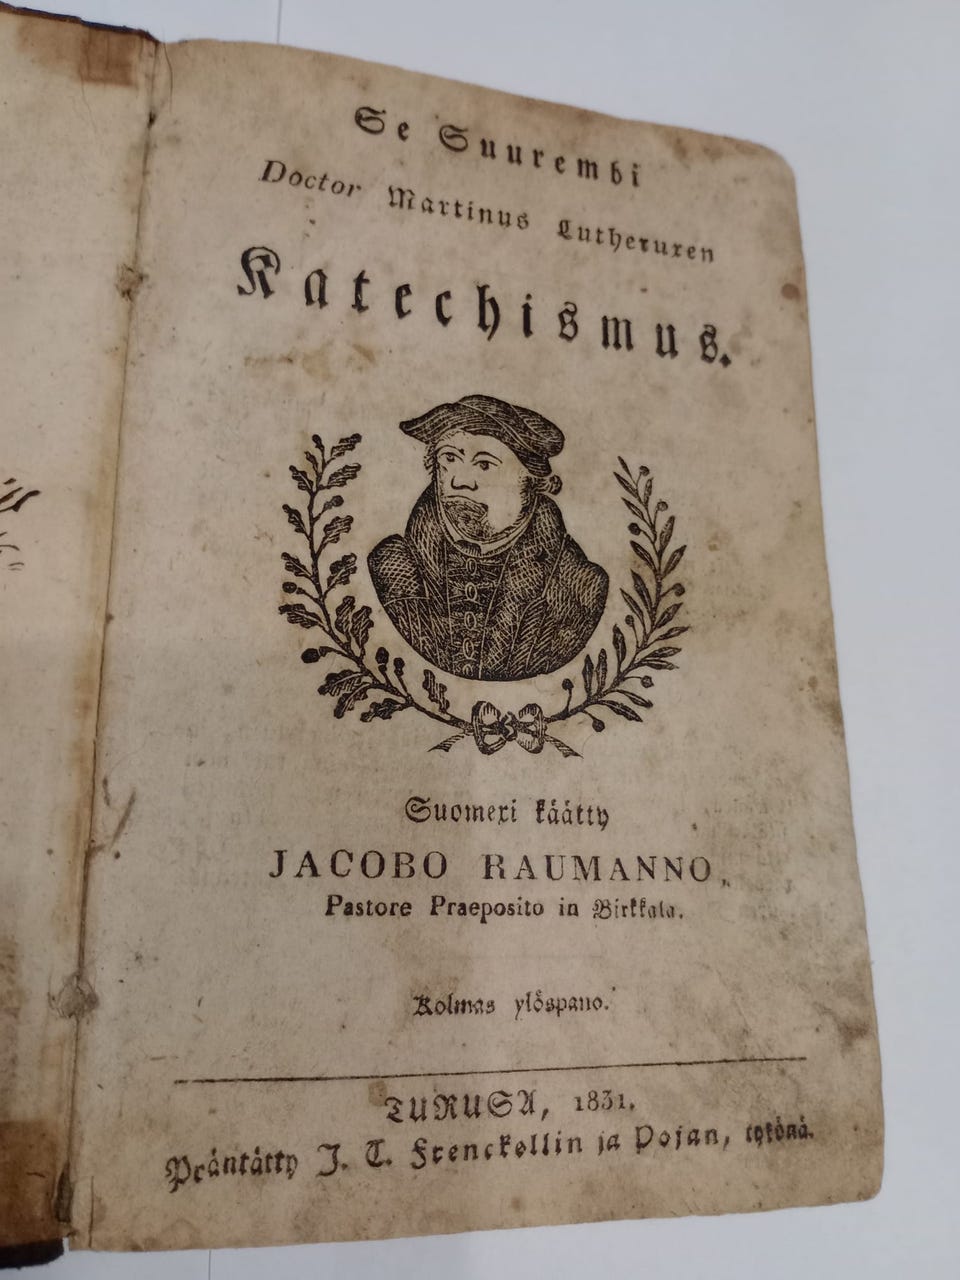 Se Suurembi
Doctor Martinus Lutheruxen
Katechismus.
Suomexi käätty
JACOBO RAUMANNO,
Pastore Praeposito in Birkkala.
Kolmas ylöspano.
TURUSA, 1831.
Präntätty J. C. Frenckellin ja Pojan, tykönä.